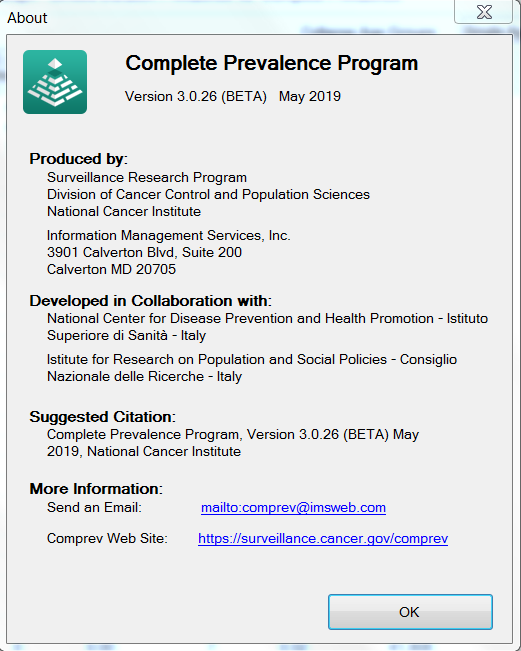 About
Complete Prevalence Program
Version 3.0.26 (BETA) May 2019
Produced by:
Surveillance Research Program
Division of Cancer Control and Population Sciences
National Cancer Institute
Information Management Services, Inc.
3901 Calverton Blvd, Suite 200
Calverton MD 20705
Developed in Collaboration with:
National Center for Disease Prevention and Health Promotion - Istituto
Superiore di Sanità - Italy
Istitute for Research on Population and Social Policies - Consiglio
Nazionale delle Ricerche - Italy
Suggested Citation:
Complete Prevalence Program, Version 3.0.26 (BETA) May
2019, National Cancer Institute
More Information:
Send an Email: mailto:comprev@imsweb.com
Comprev Web Site: https://surveillance.cancer.gov/comprev
OK